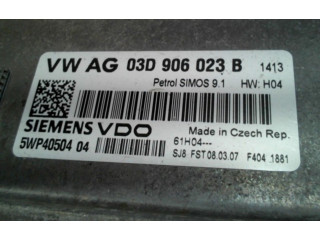 VW AG 03D 906 023 B 1413
Petrol SIMOS 9.1 HW: H04
SIEMENS VDO Made in Czech Rep.
5WP40504 04 61H04---
SJ8 FST 08.03.07 F404 1881